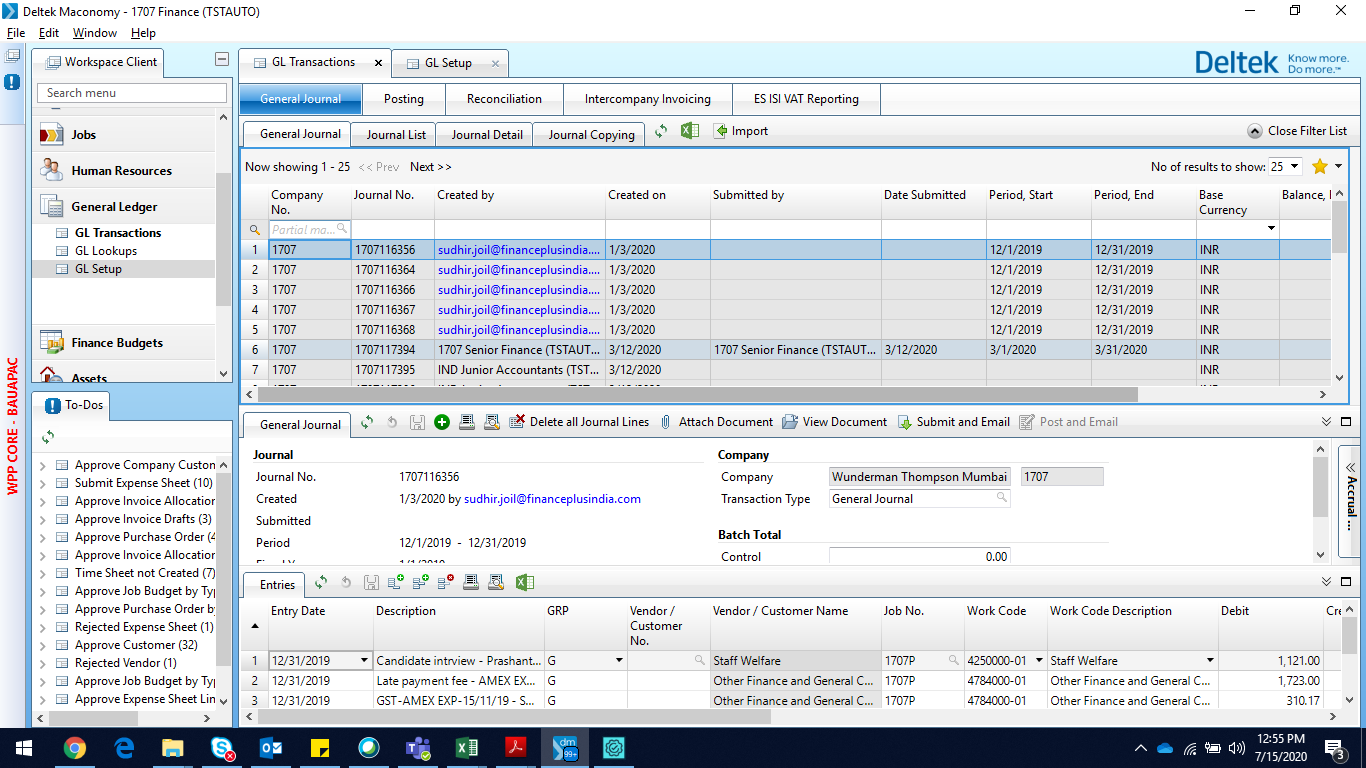 Deltek Maconomy - 1707 Finance (TSTAUTO)
File Edit Window Help
Workspace Client
Search menu
Jobs
Human Resources
General Ledger
GL Transactions
GL Lookups
GL Setup
Finance Budgets
Assets
WPP CORE - BAUAPAC
To-Dos
Approve Company Custon
Submit Expense Sheet (10)
Approve Invoice Allocation
Approve Invoice Drafts (3)
Approve Purchase Order (4
Approve Invoice Allocation
Time Sheet not Created (7)
Approve Job Budget by Typ
Approve Purchase Order by
Rejected Expense Sheet (1)
Approve Customer (32)
Rejected Vendor (1)
Approve Job Budget by Typ
Approve Expense Sheet Lin
GL Transactions GL Setup
Deltek Know more. Do more.™
General Journal Posting Reconciliation Intercompany Invoicing ES ISI VAT Reporting
General Journal Journal List Journal Detail Journal Copying Import Close Filter List
Now showing 1 - 25 << Prev Next >> No of results to show: 25
Company No. Journal No. Created by Created on Submitted by Date Submitted Period, Start Period, End Base Currency Balance,
Partial ma...
1 1707 1707116356 sudhir.joil@financeplusindia.... 1/3/2020 12/1/2019 12/31/2019 INR
2 1707 1707116364 sudhir.joil@financeplusindia.... 1/3/2020 12/1/2019 12/31/2019 INR
3 1707 1707116366 sudhir.joil@financeplusindia.... 1/3/2020 12/1/2019 12/31/2019 INR
4 1707 1707116367 sudhir.joil@financeplusindia.... 1/3/2020 12/1/2019 12/31/2019 INR
5 1707 1707116368 sudhir.joil@financeplusindia.... 1/3/2020 12/1/2019 12/31/2019 INR
6 1707 1707117394 1707 Senior Finance (TSTAUT... 3/12/2020 1707 Senior Finance (TSTAUT... 3/12/2020 3/1/2020 3/31/2020 INR
7 1707 1707117395 IND Junior Accountants (TST... 3/12/2020 INR
General Journal Delete all Journal Lines Attach Document View Document Submit and Email Post and Email
Journal
Journal No. 1707116356
Created 1/3/2020 by sudhir.joil@financeplusindia.com
Submitted
Period 12/1/2019 - 12/31/2019
Company
Company Wunderman Thompson Mumbai 1707
Transaction Type General Journal
Batch Total
Control 0.00
Accrual ...
Entries
Entry Date Description GRP Vendor / Customer No. Vendor / Customer Name Job No. Work Code Work Code Description Debit Cre
1 12/31/2019 Candidate intrview - Prashant... G Staff Welfare 1707P 4250000-01 Staff Welfare 1,121.00
2 12/31/2019 Late payment fee - AMEX EX... G Other Finance and General C... 1707P 4784000-01 Other Finance and General C... 1,723.00
3 12/31/2019 GST-AMEX EXP-15/11/19 - S... G Other Finance and General C... 1707P 4784000-01 Other Finance and General C... 310.17
dm
99+
12:55 PM
7/15/2020
3